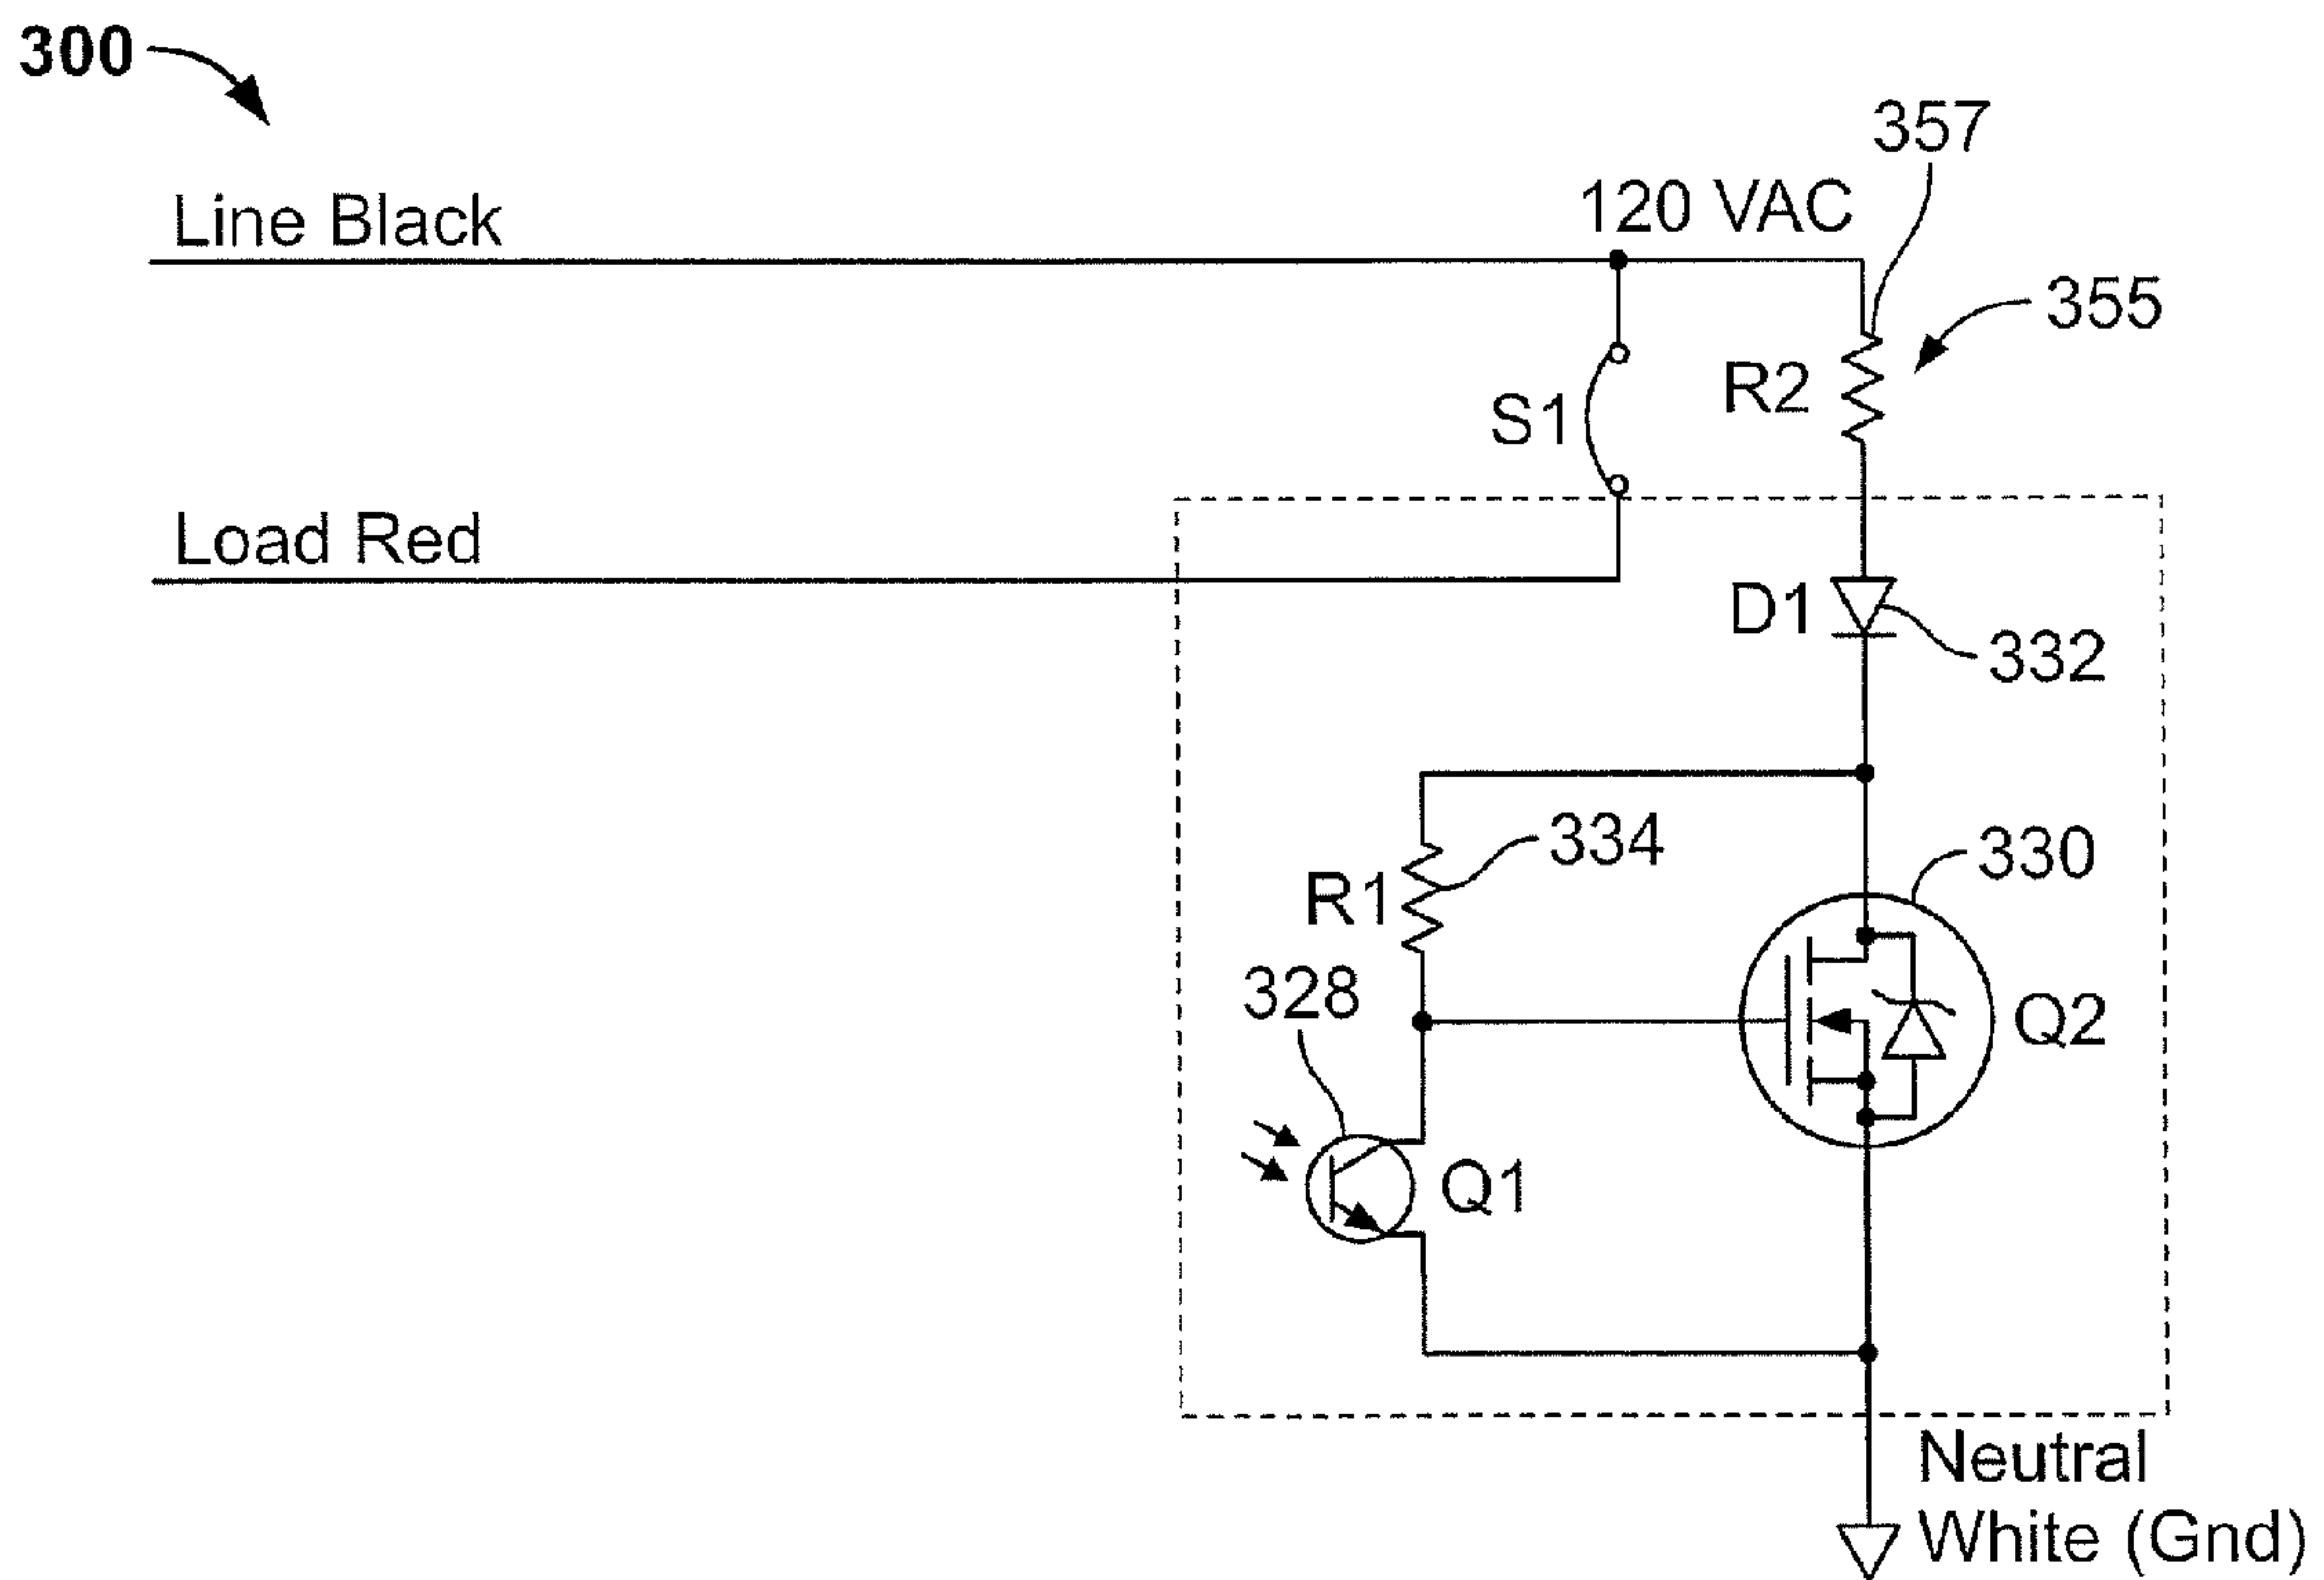 300
357
Line Black
120 VAC
355
R2
S1
Load Red
D1
332
334
330
R1
328
Q2
Q1
Neutral
White (Gnd)